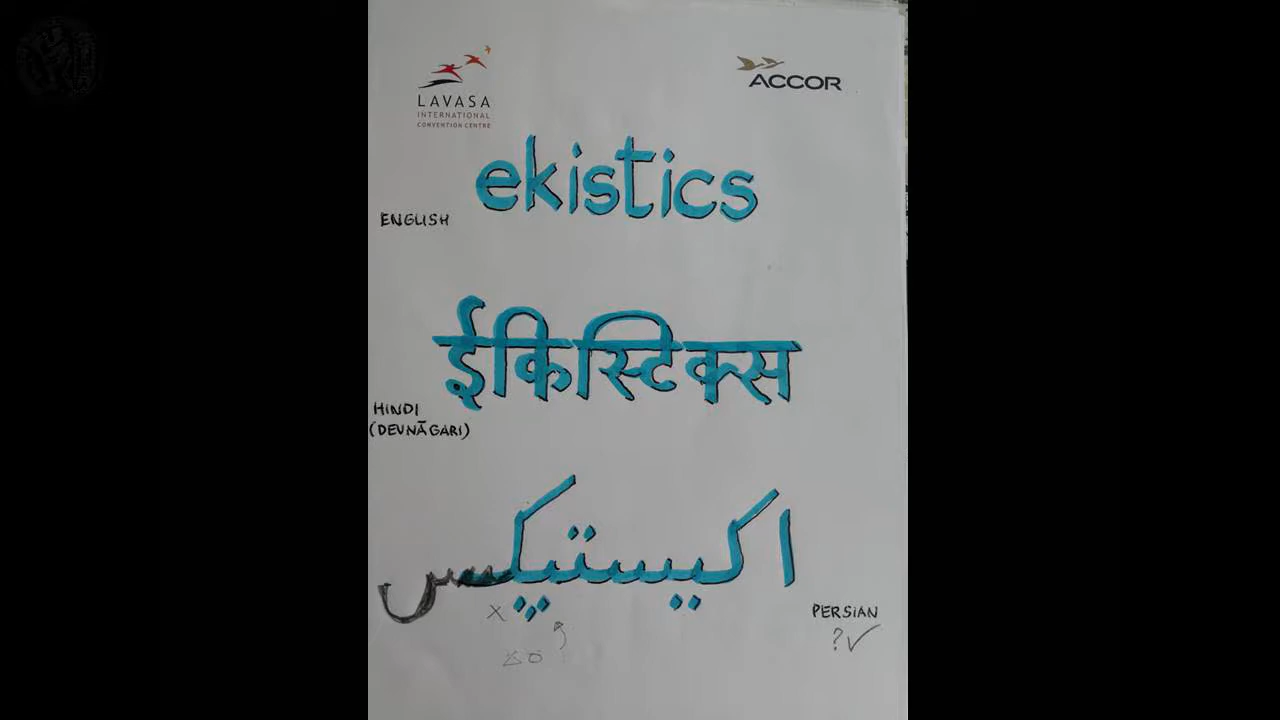 LAVASA
INTERNATIONAL
CONVENTION CENTRE
ACCOR
ekistics
ENGLISH
ईकिस्टिक्स
HINDI
(DEVNĀGARI)
اکیستیکس
PERSIAN
?✓
X